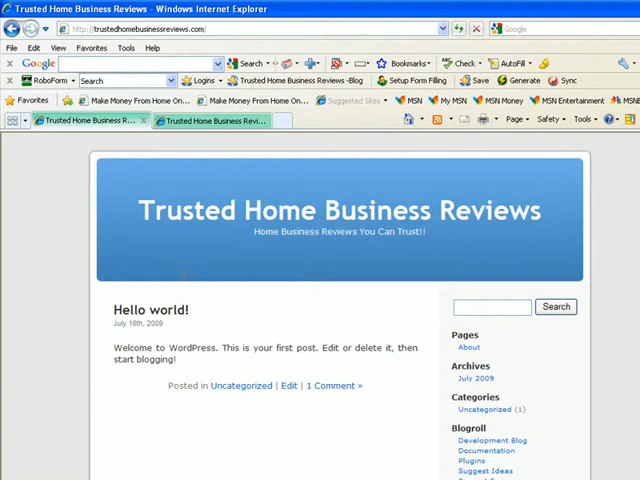 Trusted Home Business Reviews - Windows Internet Explorer
http://trustedhomebusinessreviews.com/
Google
File Edit View Favorites Tools Help
Google Search Bookmarks Check AutoFill
RoboForm Search Logins Trusted Home Business Reviews -Blog Setup Form Filling Save Generate Sync
Favorites Make Money From Home On... Make Money From Home On... Suggested Sites MSN My MSN MSN Money MSN Entertainment MSN
Trusted Home Business R... Trusted Home Business Revi... Page Safety Tools
Trusted Home Business Reviews
Home Business Reviews You Can Trust!!
Hello world!
July 16th, 2009
Welcome to WordPress. This is your first post. Edit or delete it, then
start blogging!
Posted in Uncategorized | Edit | 1 Comment »
Search
Pages
About
Archives
July 2009
Categories
Uncategorized (1)
Blogroll
Development Blog
Documentation
Plugins
Suggest Ideas